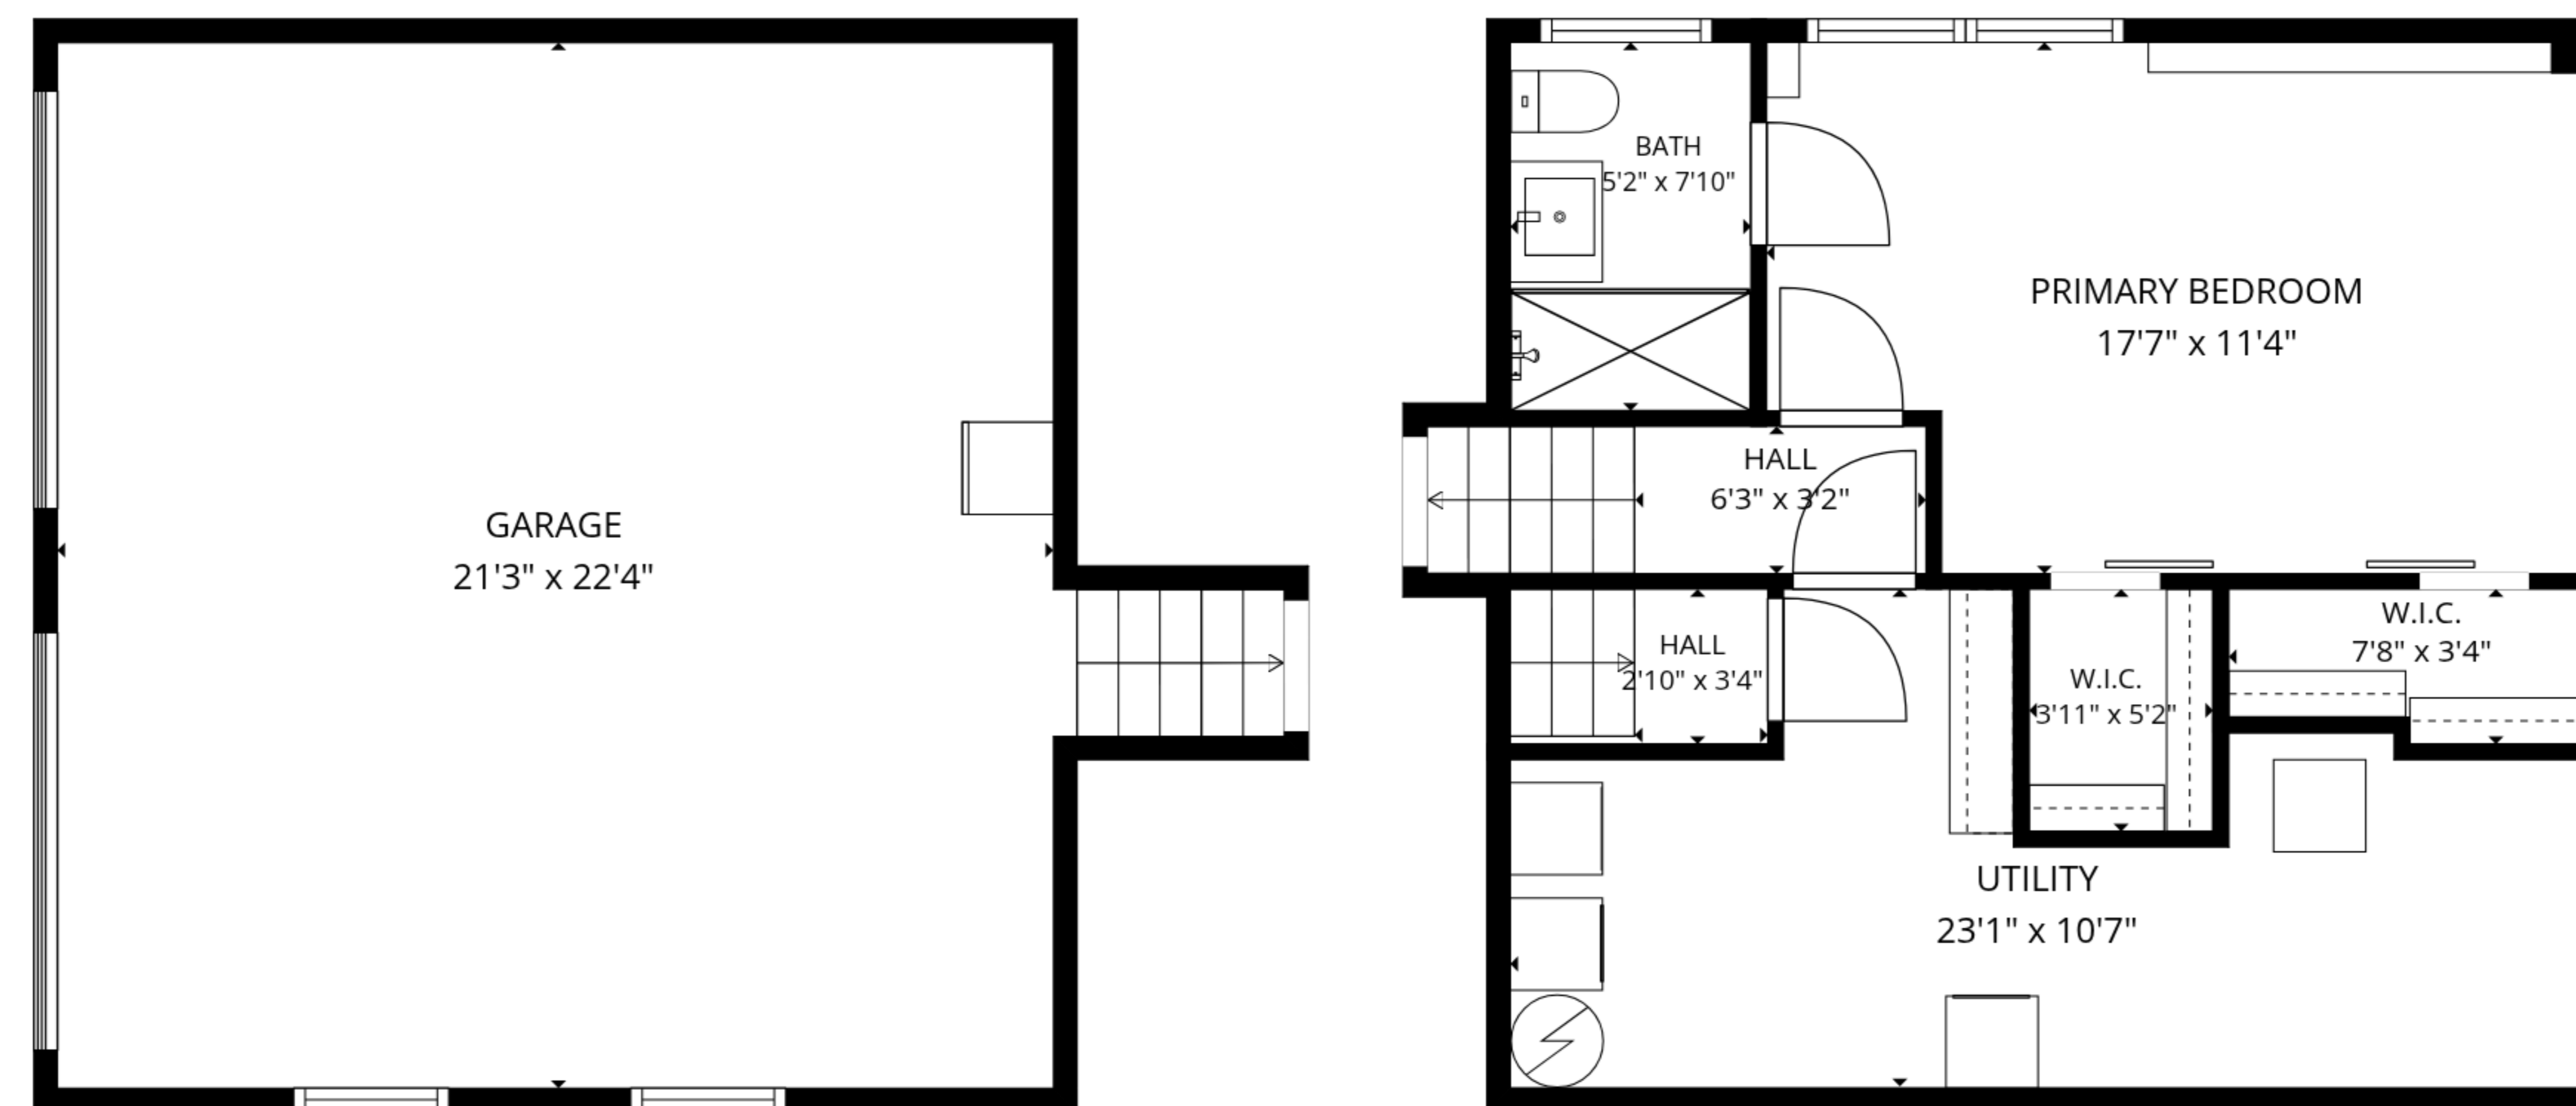 GARAGE
21'3" x 22'4"
BATH
5'2" x 7'10"
PRIMARY BEDROOM
17'7" x 11'4"
HALL
6'3" x 3'2"
HALL
2'10" x 3'4"
W.I.C.
3'11" x 5'2"
W.I.C.
7'8" x 3'4"
UTILITY
23'1" x 10'7"